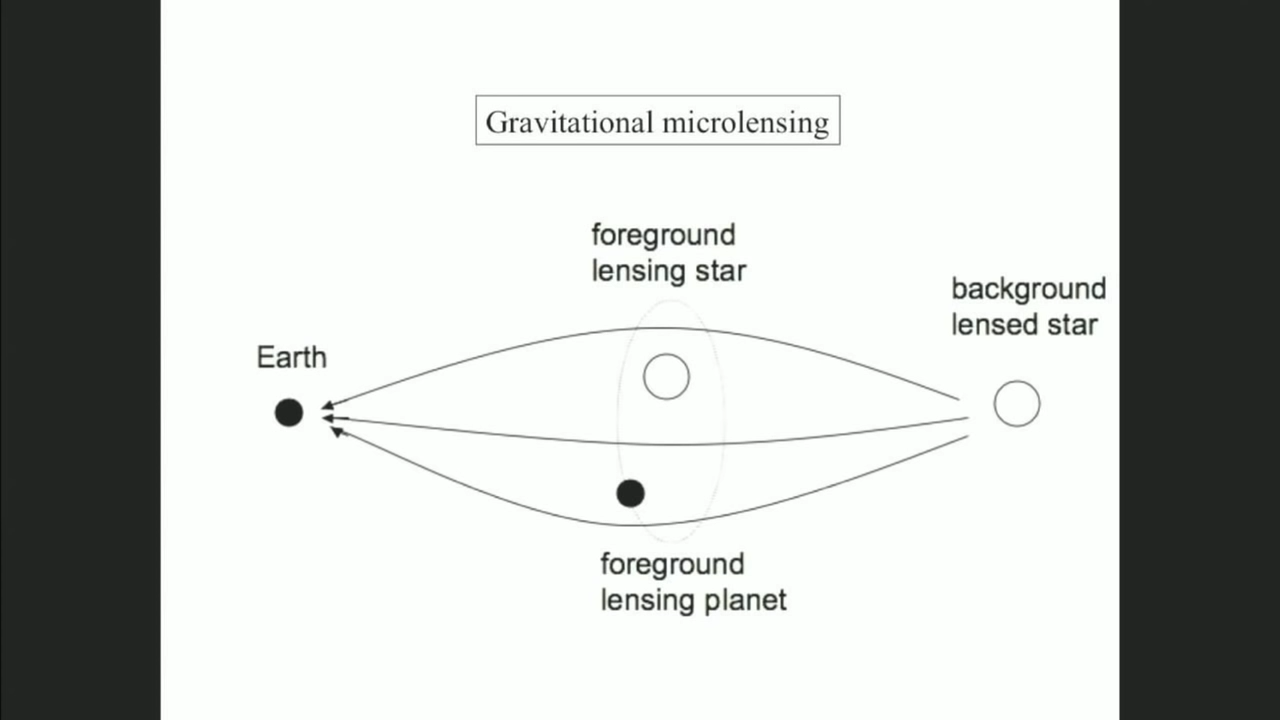 Gravitational microlensing
foreground
lensing star
background
lensed star
Earth
foreground
lensing planet